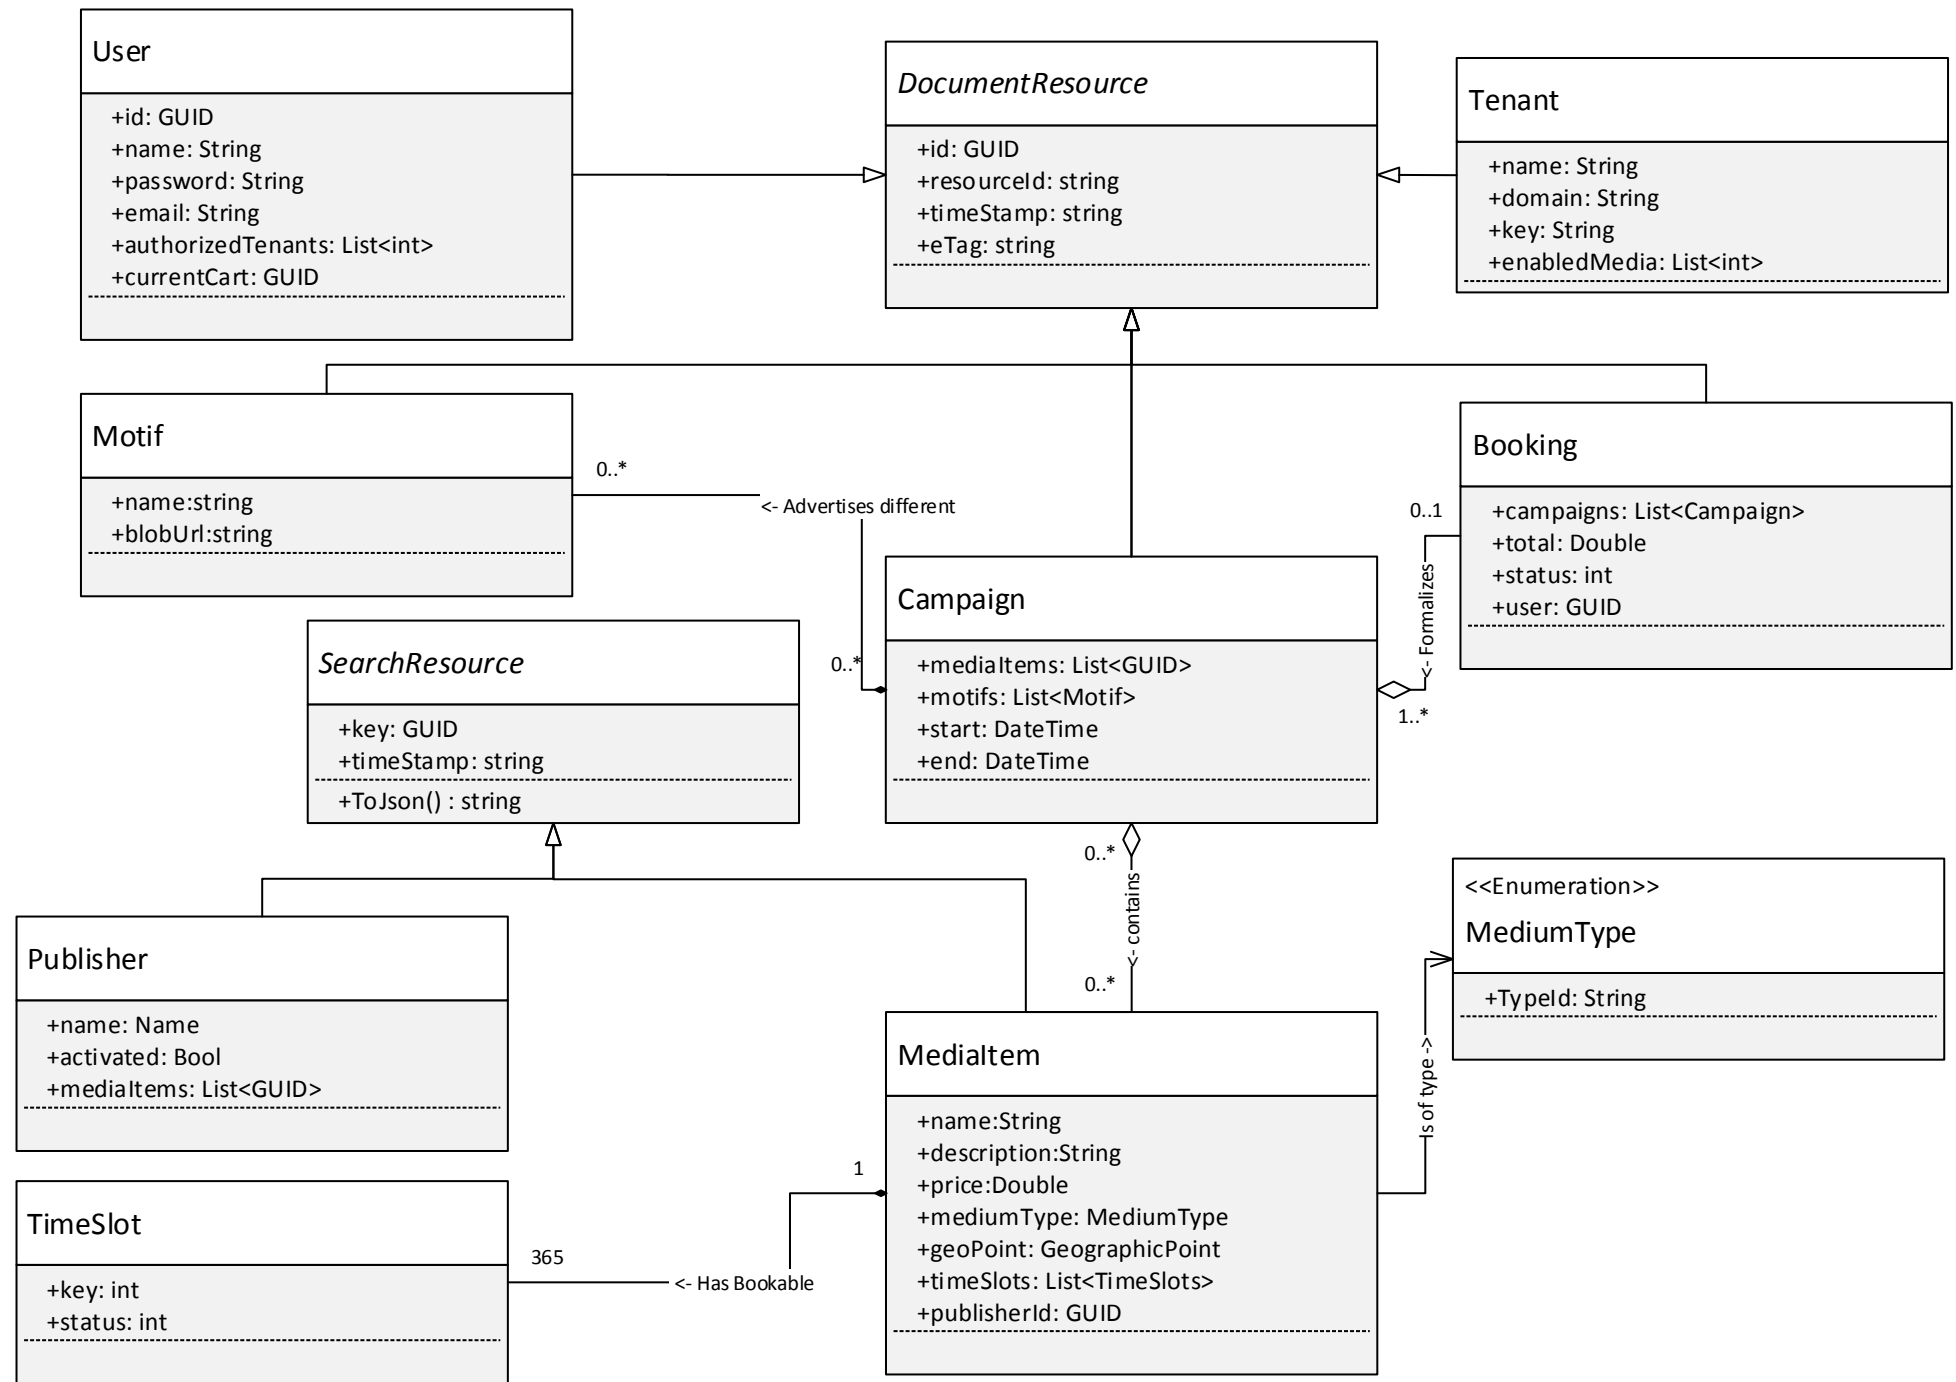 User
+id: GUID
+name: String
+password: String
+email: String
+authorizedTenants: List<int>
+currentCart: GUID
DocumentResource
+id: GUID
+resourceId: string
+timeStamp: string
+eTag: string
Tenant
+name: String
+domain: String
+key: String
+enabledMedia: List<int>
Motif
+name:string
+blobUrl:string
0..*
<- Advertises different
0..*
Booking
+campaigns: List<Campaign>
+total: Double
+status: int
+user: GUID
0..1
<- Formalizes
1..*
Campaign
+mediaItems: List<GUID>
+motifs: List<Motif>
+start: DateTime
+end: DateTime
SearchResource
+key: GUID
+timeStamp: string
+ToJson() : string
0..*
<- contains
0..*
<<Enumeration>>
MediumType
+TypeId: String
Publisher
+name: Name
+activated: Bool
+mediaItems: List<GUID>
MediaItem
+name:String
+description:String
+price:Double
+mediumType: MediumType
+geoPoint: GeographicPoint
+timeSlots: List<TimeSlots>
+publisherId: GUID
Is of type ->
1
<- Has Bookable
365
TimeSlot
+key: int
+status: int